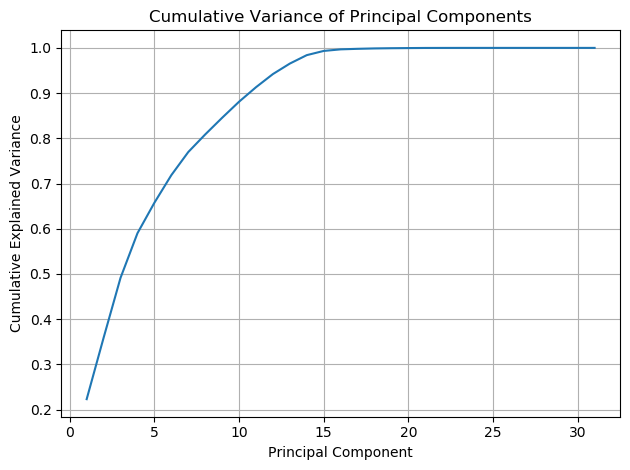 Cumulative Variance of Principal Components
Cumulative Explained Variance
1.0
0.9
0.8
0.7
0.6
0.5
0.4
0.3
0.2
0 5 10 15 20 25 30
Principal Component